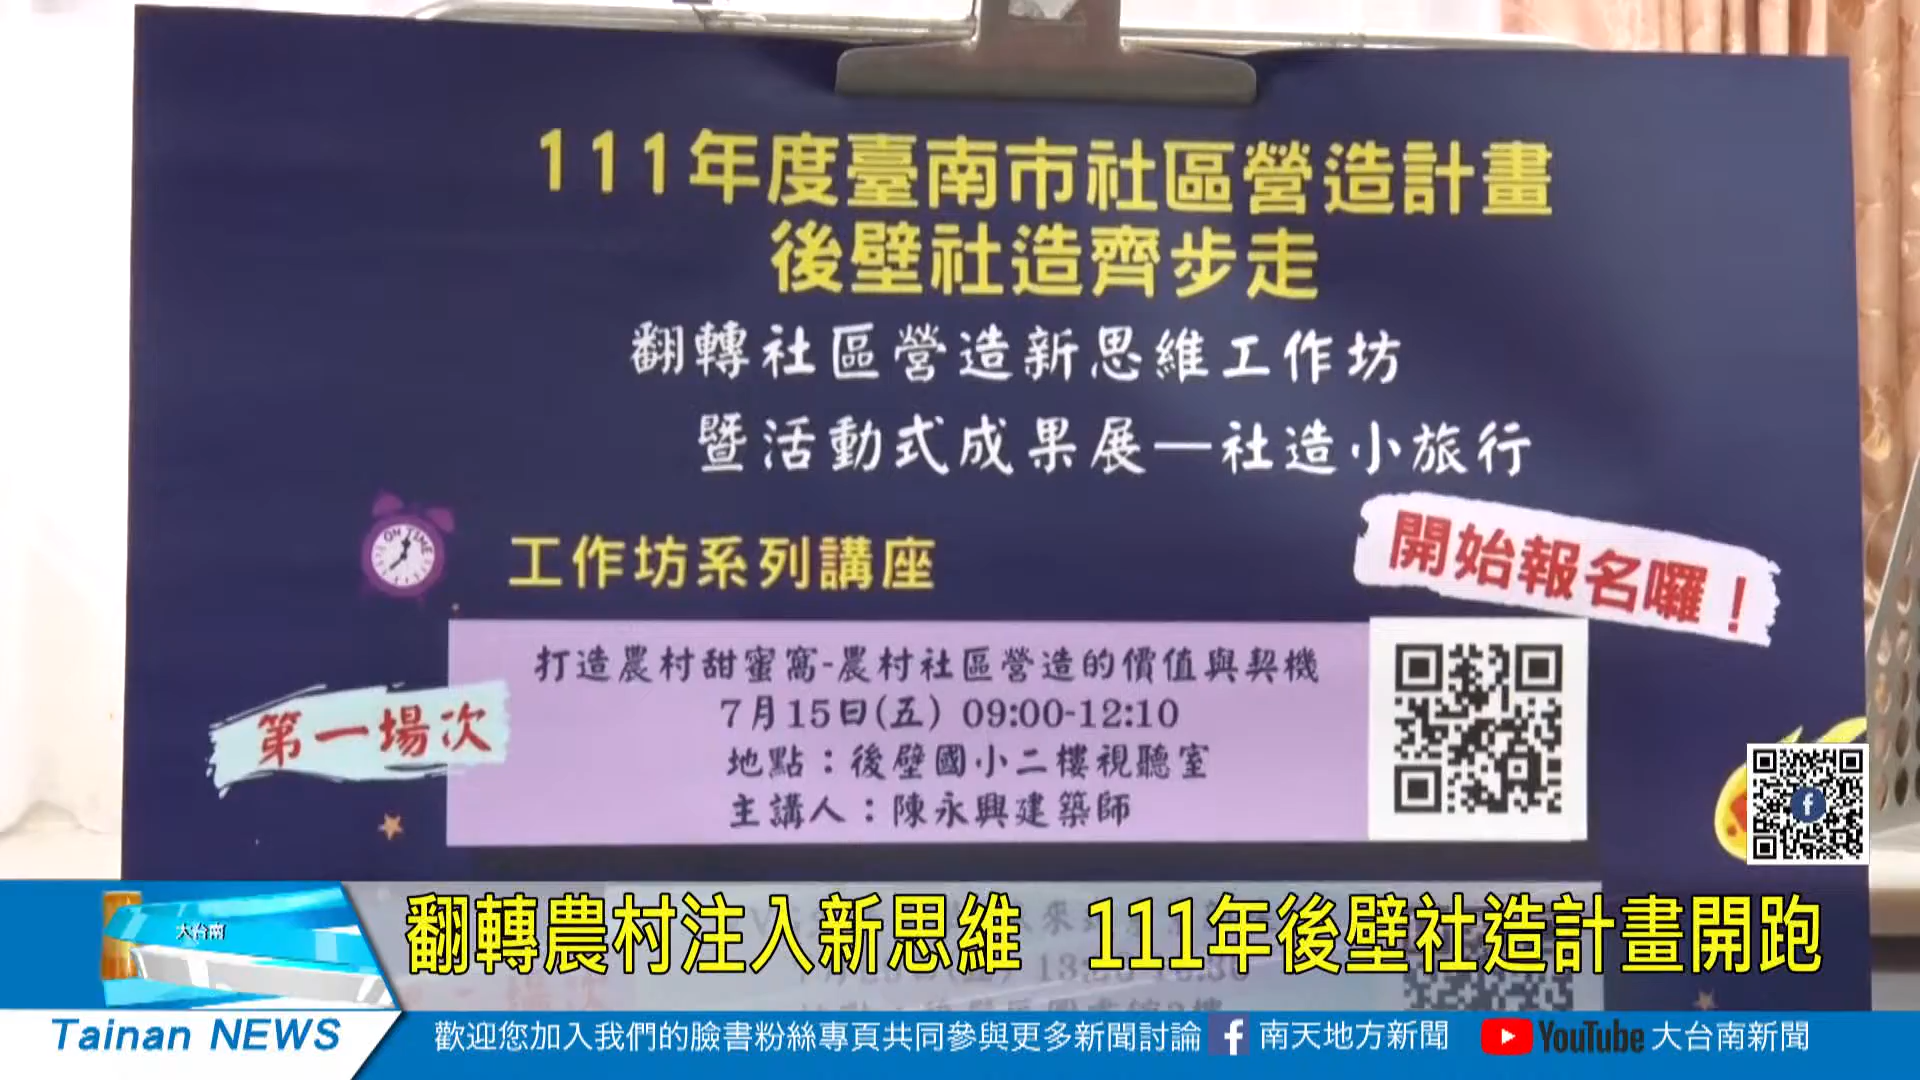 111年度臺南市社區營造計畫
後壁社造齊步走
翻轉社區營造新思維工作坊
暨活動式成果展—社造小旅行
ON TIME
工作坊系列講座
開始報名囉！
打造農村甜蜜窩-農村社區營造的價值與契機
7月15日(五) 09:00-12:10
第一場次
地點：後壁國小二樓視聽室
主講人：陳永興建築師
大台南
翻轉農村注入新思維 111年後壁社造計畫開跑
Tainan NEWS
歡迎您加入我們的臉書粉絲專頁共同參與更多新聞討論 f 南天地方新聞 YouTube 大台南新聞